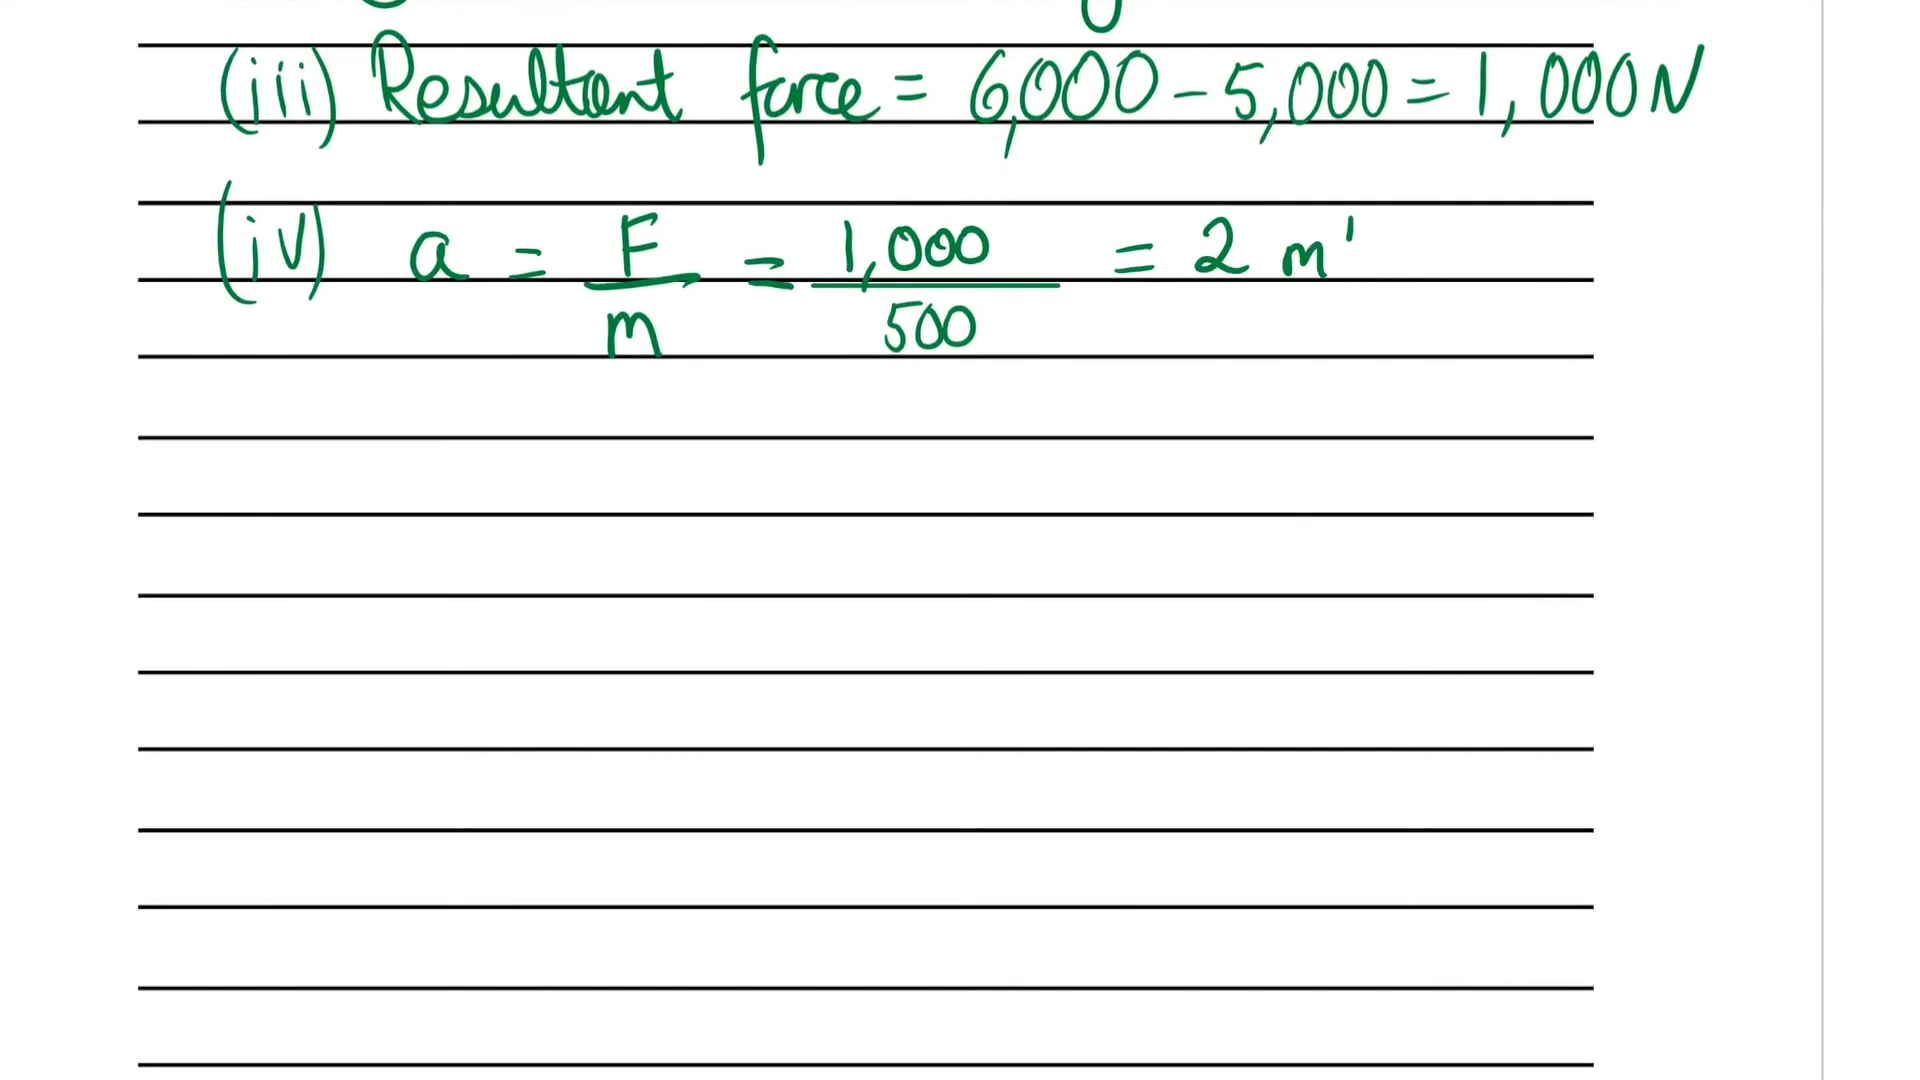 (iii) Resultant force = 6,000 - 5,000 = 1,000N
(iv) a = F/m = 1,000/500 = 2 m'